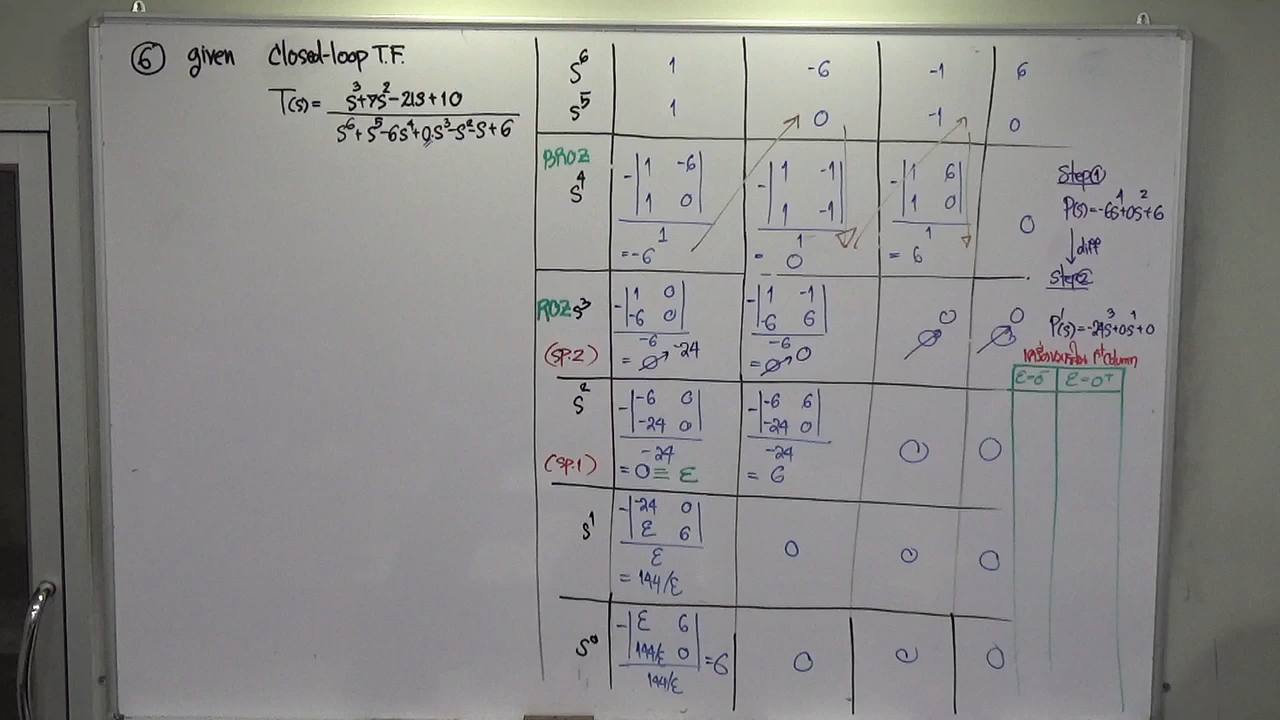 ⑥ given Closed-loop T.F.
T(s) = (s³+7s²-21s+10) / (s⁶+s⁵-6s⁴+0s³-s²-s+6)
s⁶ 1 -6 -1 6
s⁵ 1 0 -1 0
BROZ
s⁴ -|1 -6; 1 0| / 1 = -6 -|1 -1; 1 -1| / 1 = 0 -|1 6; 1 0| / 1 = 6 0
ROZ s³ -|1 0; -6 0| / -6 = 0 -24 -|1 -1; -6 6| / -6 = 0 0 0 0 0 0
(SP.2)
s² -|-6 0; -24 0| / -24 = 0 ≡ ε -|-6 6; -24 0| / -24 = 6 0 0
(SP.1)
s¹ -|-24 0; ε 6| / ε = 144/ε 0 0 0
s⁰ -|ε 6; 144/ε 0| / 144/ε = 6 0 0 0
Step①
P(s)=-6s⁴+0s²+6
diff
Step②
P'(s)=-24s³+0s¹+0
ε=0⁻ ε=0⁺